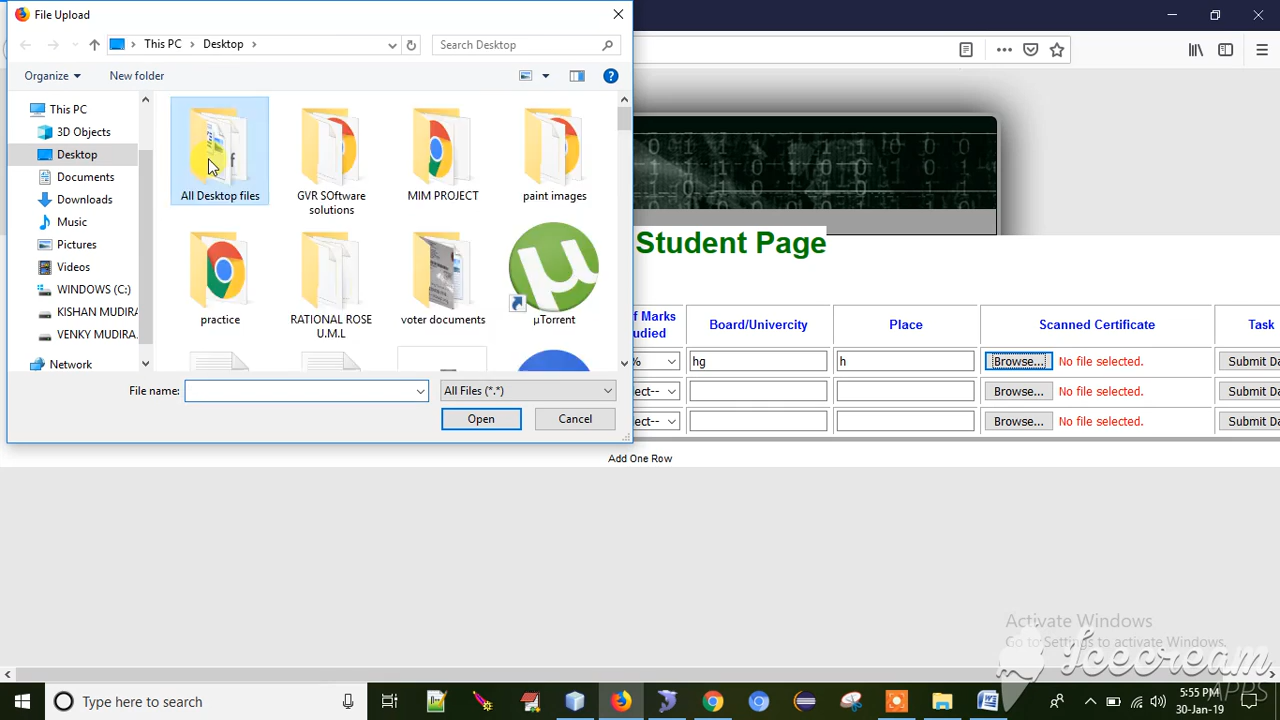 File Upload
This PC
Desktop
Search Desktop
Organize
New folder
This PC
3D Objects
Desktop
Documents
Downloads
Music
Pictures
Videos
WINDOWS (C:)
KISHAN MUDIRA
VENKY MUDIRA
Network
All Desktop files
GVR SOftware
solutions
MIM PROJECT
paint images
practice
RATIONAL ROSE
U.M.L
voter documents
µTorrent
File name:
All Files (*.*)
Open
Cancel
Student Page
f Marks
udied
Board/Univercity
Place
Scanned Certificate
Task
%
hg
h
Browse...
No file selected.
Submit Da
ect--
Browse...
No file selected.
Submit Da
ect--
Browse...
No file selected.
Submit Da
Add One Row
Activate Windows
Go to Settings to activate Windows.
Icecream
APPS
Type here to search
5:55 PM
30-Jan-19